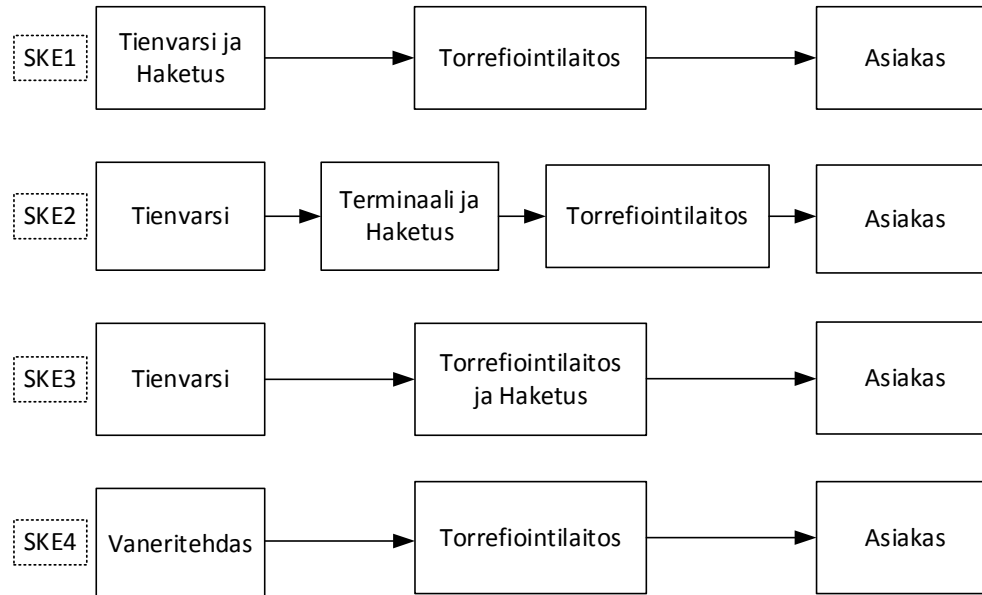 SKE1
Tienvarsi ja
Haketus
Torrefiointilaitos
Asiakas
SKE2
Tienvarsi
Terminaali ja
Haketus
Torrefiointilaitos
Asiakas
SKE3
Tienvarsi
Torrefiointilaitos
ja Haketus
Asiakas
SKE4
Vaneritehdas
Torrefiointilaitos
Asiakas